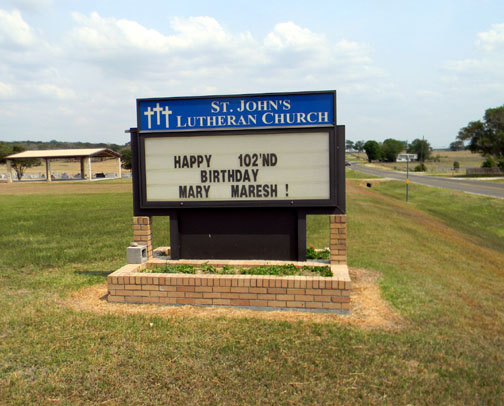 St. John's
Lutheran Church
HAPPY 102'ND
BIRTHDAY
MARY MARESH !